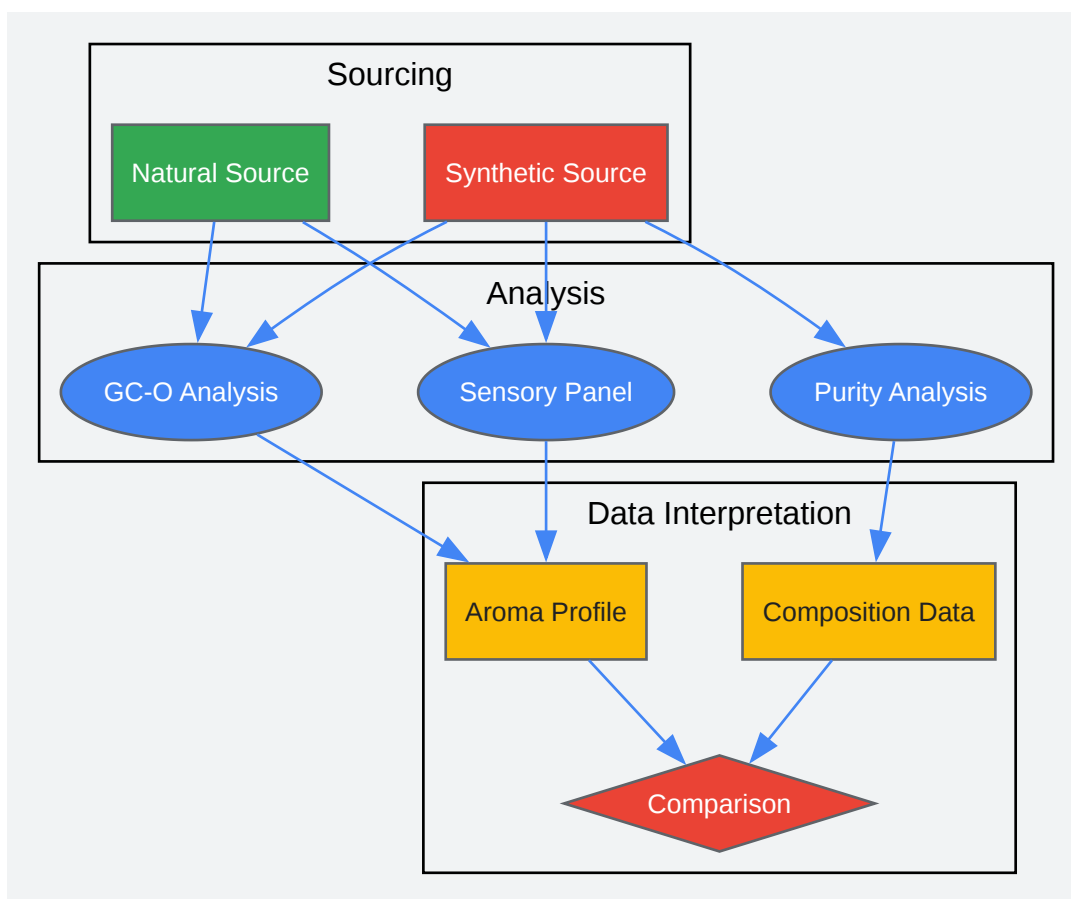 Sourcing
Natural Source
Synthetic Source
Analysis
GC-O Analysis
Sensory Panel
Purity Analysis
Data Interpretation
Aroma Profile
Composition Data
Comparison